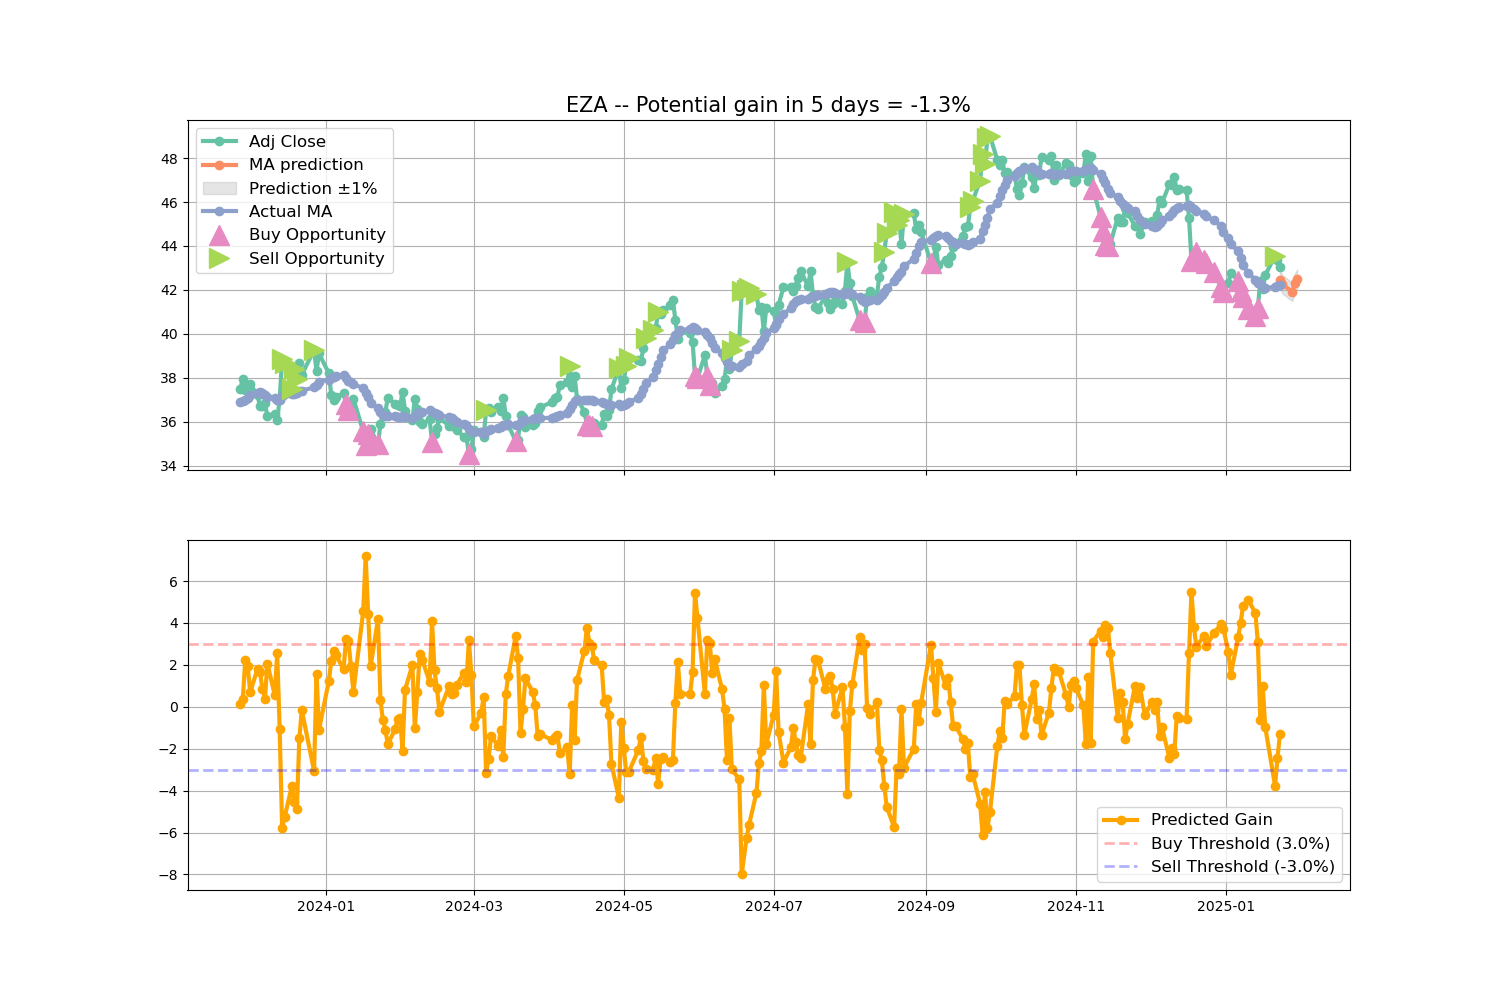 EZA -- Potential gain in 5 days = -1.3%
Adj Close
MA prediction
Prediction ±1%
Actual MA
Buy Opportunity
Sell Opportunity
48
46
44
42
40
38
36
34
6
4
2
0
−2
−4
−6
−8
Predicted Gain
Buy Threshold (3.0%)
Sell Threshold (-3.0%)
2024-01
2024-03
2024-05
2024-07
2024-09
2024-11
2025-01